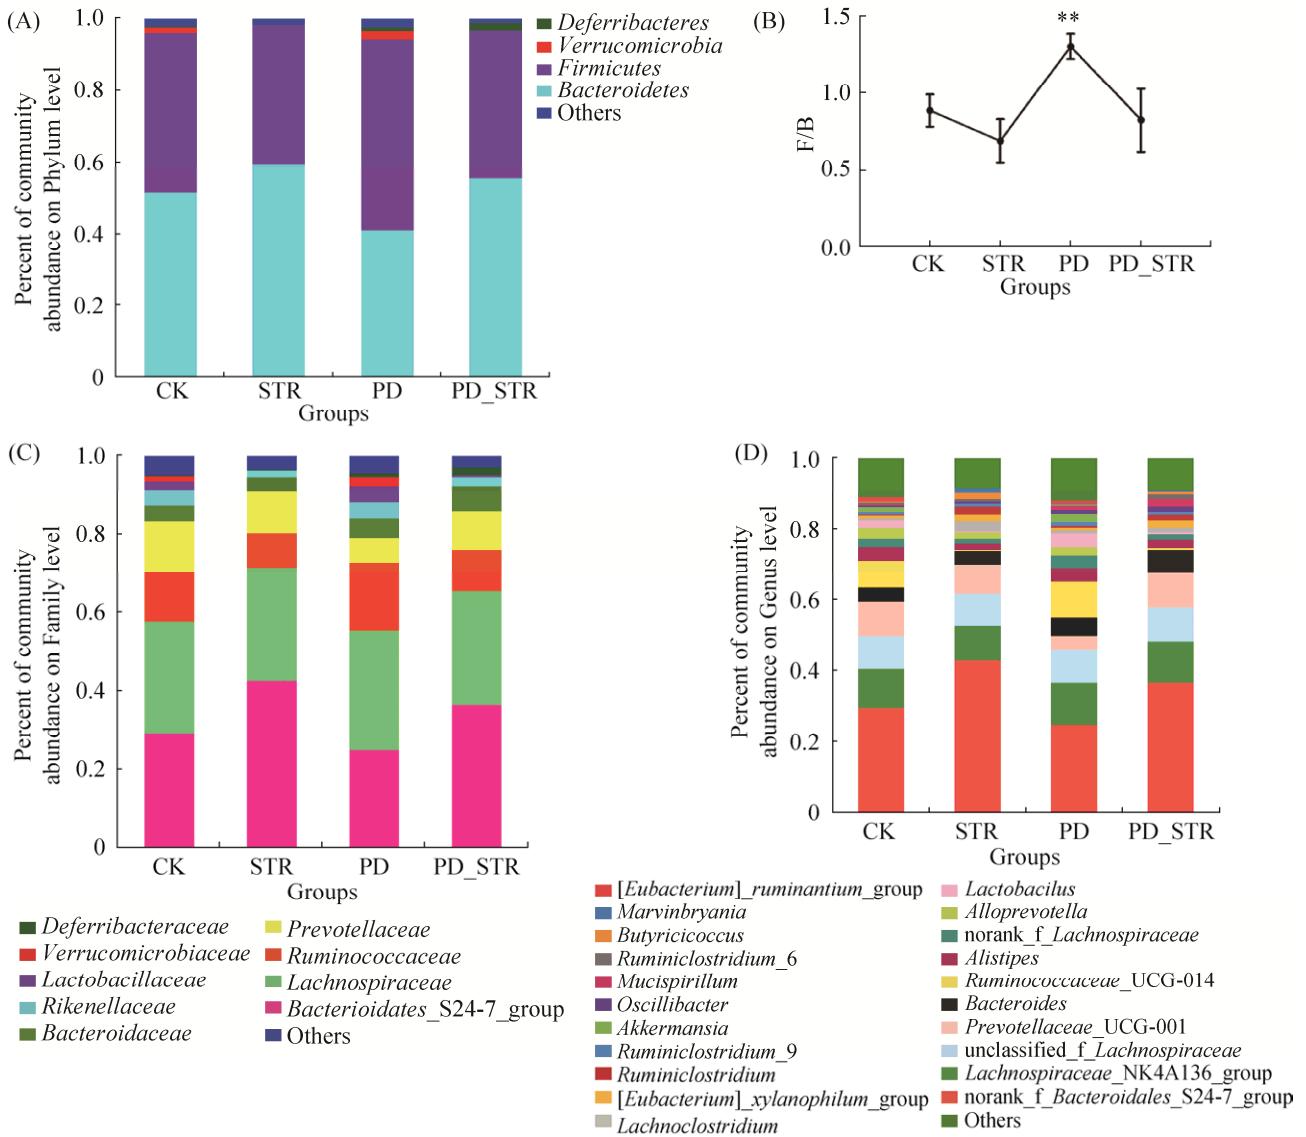 (A)
1.0
0.8
0.6
0.4
0.2
0
Percent of community
abundance on Phylum level
CK STR PD PD_STR
Groups
Deferribacteres
Verrucomicrobia
Firmicutes
Bacteroidetes
Others
(B)
**
1.5
1.0
0.5
0.0
F/B
CK STR PD PD_STR
Groups
(C)
1.0
0.8
0.6
0.4
0.2
0
Percent of community
abundance on Family level
CK STR PD PD_STR
Groups
Deferribacteraceae
Verrucomicrobiaceae
Lactobacillaceae
Rikenellaceae
Bacteroidaceae
Prevotellaceae
Ruminococcaceae
Lachnospiraceae
Bacterioidates_S24-7_group
Others
(D)
1.0
0.8
0.6
0.4
0.2
0
Percent of community
abundance on Genus level
CK STR PD PD_STR
Groups
[Eubacterium]_ruminantium_group
Marvinbryania
Butyricicoccus
Ruminiclostridium_6
Mucispirillum
Oscillibacter
Akkermansia
Ruminiclostridium_9
Ruminiclostridium
[Eubacterium]_xylanophilum_group
Lachnoclostridium
Lactobacilus
Alloprevotella
norank_f_Lachnospiraceae
Alistipes
Ruminococcaceae_UCG-014
Bacteroides
Prevotellaceae_UCG-001
unclassified_f_Lachnospiraceae
Lachnospiraceae_NK4A136_group
norank_f_Bacteroidales_S24-7_group
Others